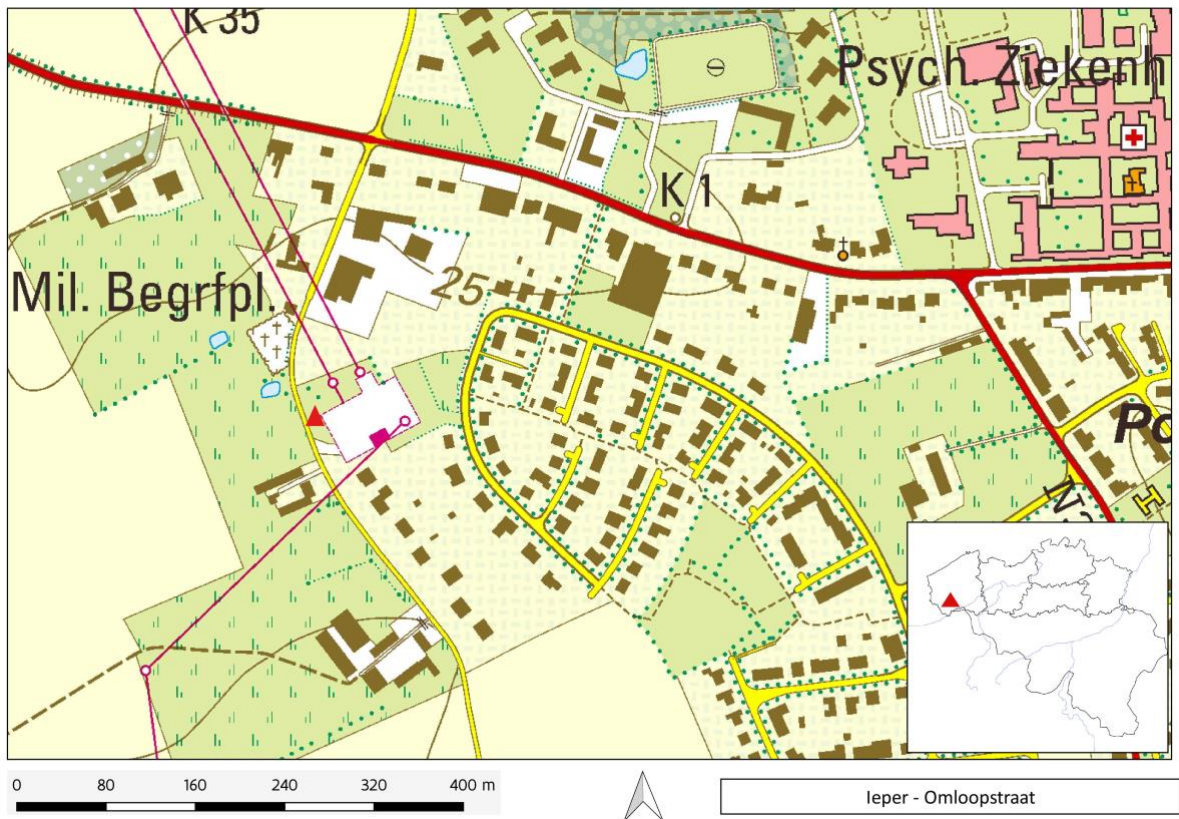 K 35
Psych. Ziekenh
K 1
Mil. Begrfpl.
25
Po
N
0 80 160 240 320 400 m
Ieper - Omloopstraat